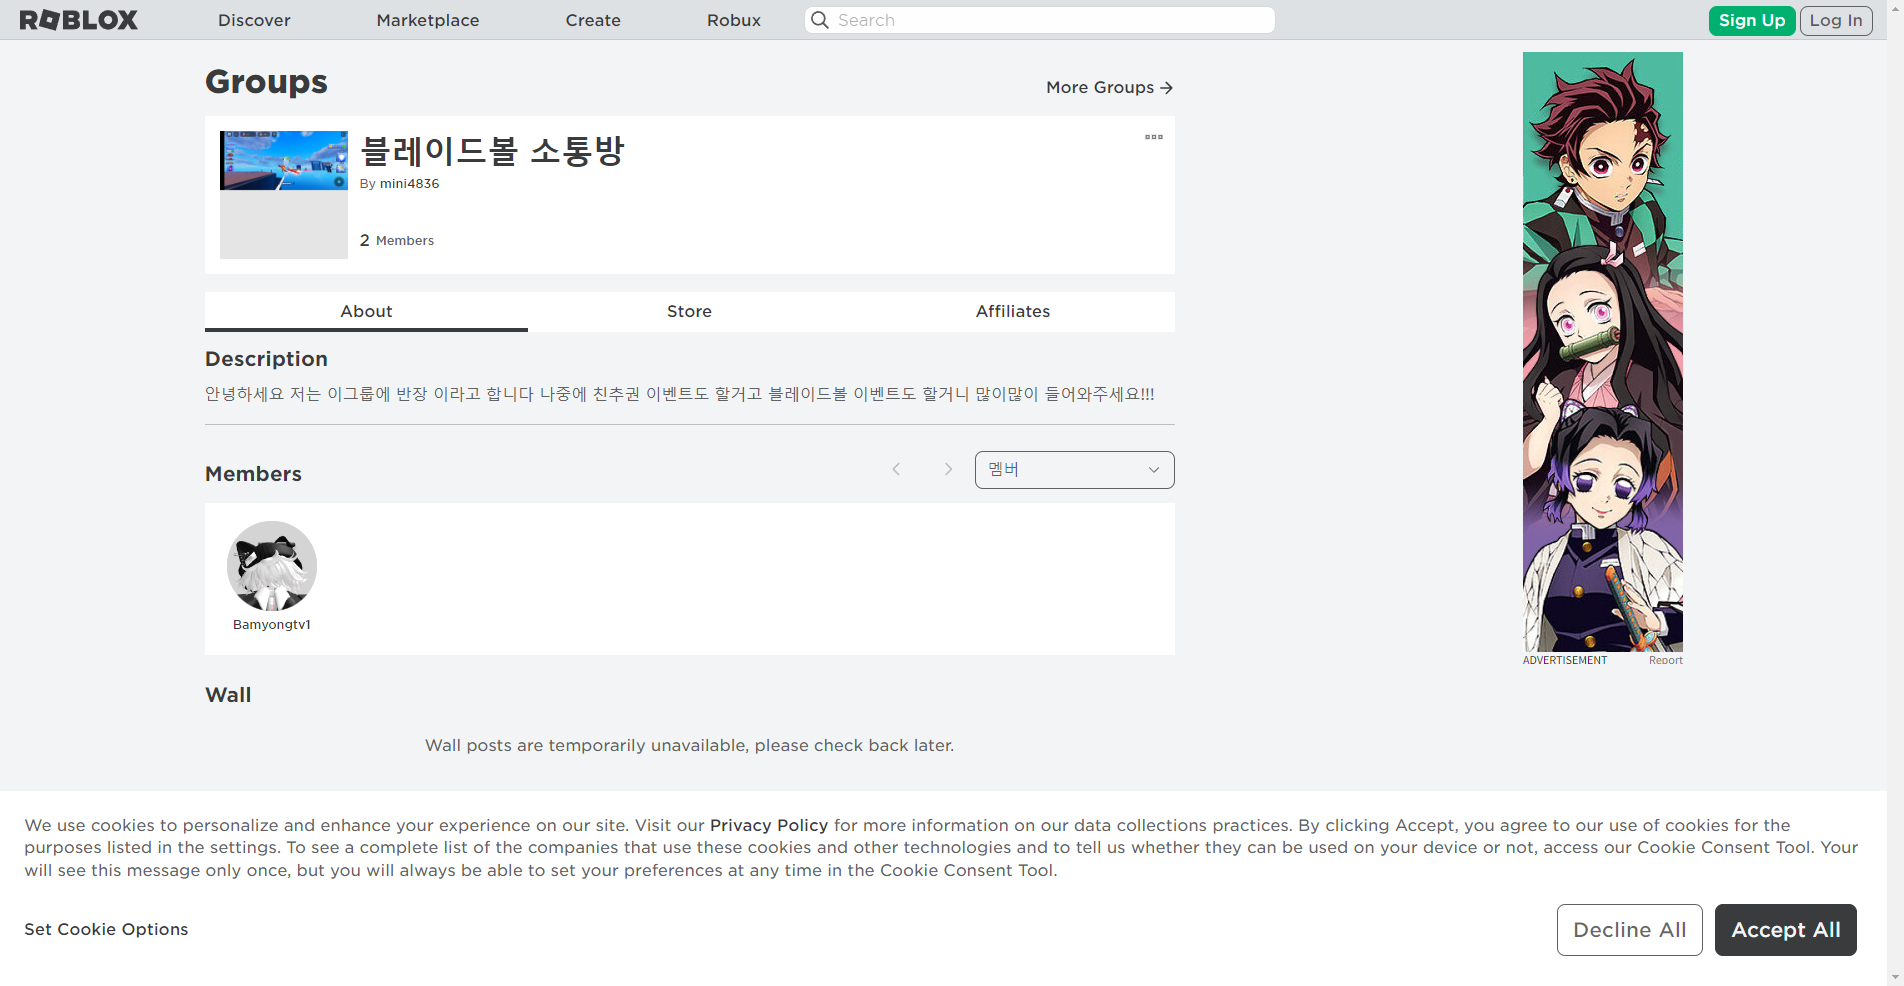 ROBLOX
Discover
Marketplace
Create
Robux
Search
Sign Up
Log In
Groups
More Groups
블레이드볼 소통방
By mini4836
2 Members
About
Store
Affiliates
Description
안녕하세요 저는 이그룹에 반장 이라고 합니다 나중에 친추권 이벤트도 할거고 블레이드볼 이벤트도 할거니 많이많이 들어와주세요!!!
Members
멤버
Bamyongtv1
Wall
Wall posts are temporarily unavailable, please check back later.
ADVERTISEMENT
Report
We use cookies to personalize and enhance your experience on our site. Visit our Privacy Policy for more information on our data collections practices. By clicking Accept, you agree to our use of cookies for the
purposes listed in the settings. To see a complete list of the companies that use these cookies and other technologies and to tell us whether they can be used on your device or not, access our Cookie Consent Tool. Your
will see this message only once, but you will always be able to set your preferences at any time in the Cookie Consent Tool.
Set Cookie Options
Decline All
Accept All